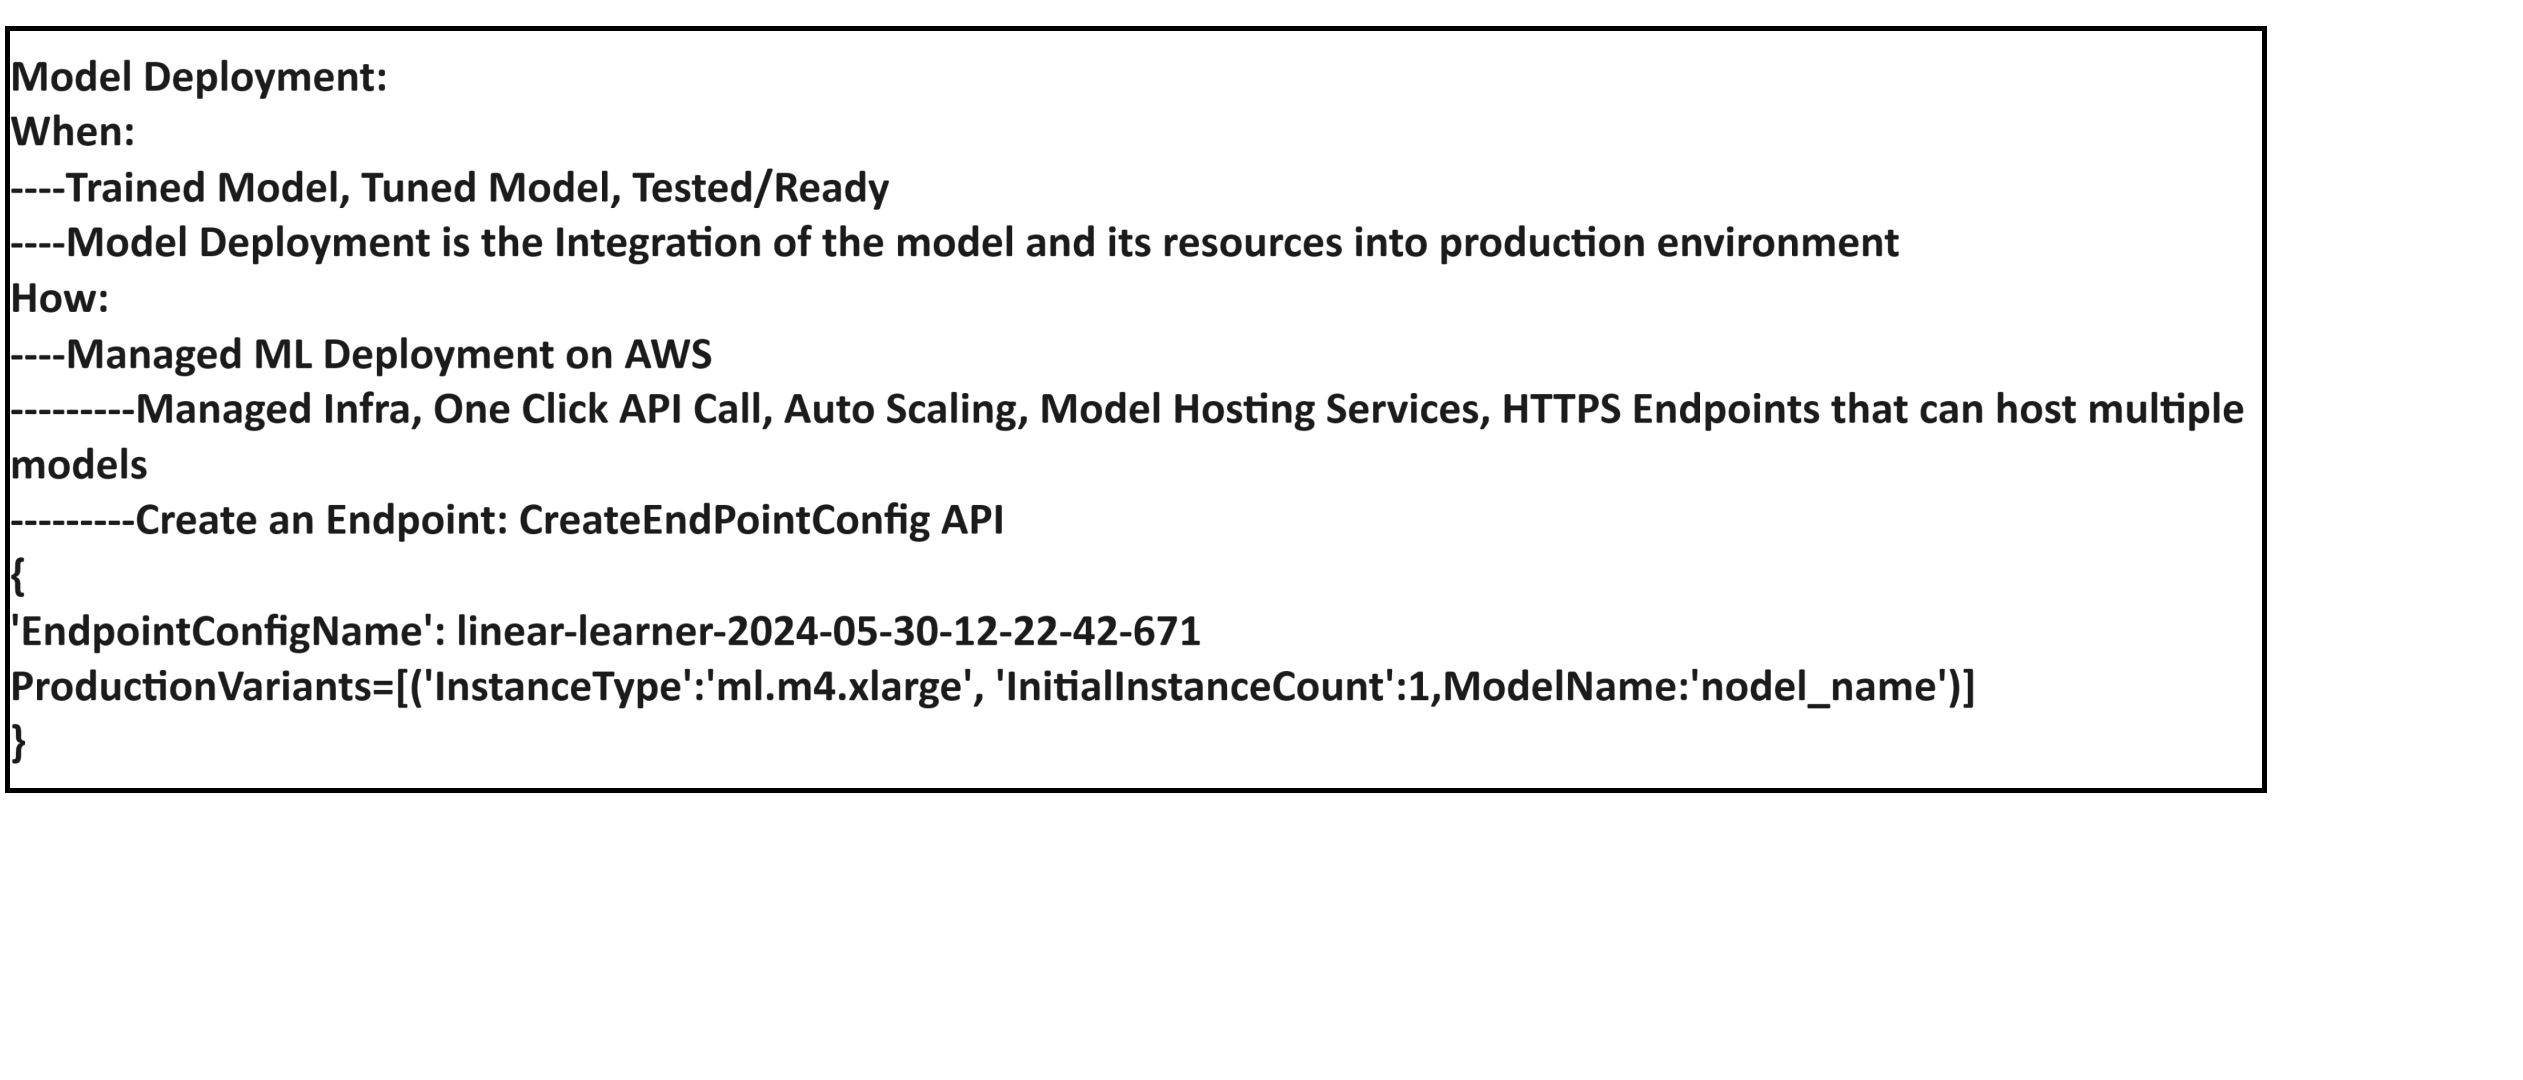 Model Deployment:
When:
----Trained Model, Tuned Model, Tested/Ready
----Model Deployment is the Integration of the model and its resources into production environment
How:
----Managed ML Deployment on AWS
---------Managed Infra, One Click API Call, Auto Scaling, Model Hosting Services, HTTPS Endpoints that can host multiple
models
---------Create an Endpoint: CreateEndPointConfig API
{
'EndpointConfigName': linear-learner-2024-05-30-12-22-42-671
ProductionVariants=[('InstanceType':'ml.m4.xlarge', 'InitialInstanceCount':1,ModelName:'nodel_name')]
}